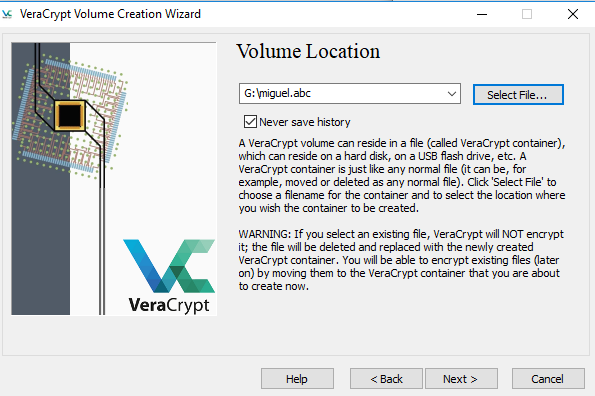 VeraCrypt Volume Creation Wizard
Volume Location
G:\miguel.abc
Select File...
Never save history
A VeraCrypt volume can reside in a file (called VeraCrypt container),
which can reside on a hard disk, on a USB flash drive, etc. A
VeraCrypt container is just like any normal file (it can be, for
example, moved or deleted as any normal file). Click 'Select File' to
choose a filename for the container and to select the location where
you wish the container to be created.
WARNING: If you select an existing file, VeraCrypt will NOT encrypt
it; the file will be deleted and replaced with the newly created
VeraCrypt container. You will be able to encrypt existing files (later
on) by moving them to the VeraCrypt container that you are about
to create now.
VeraCrypt
Help
< Back
Next >
Cancel